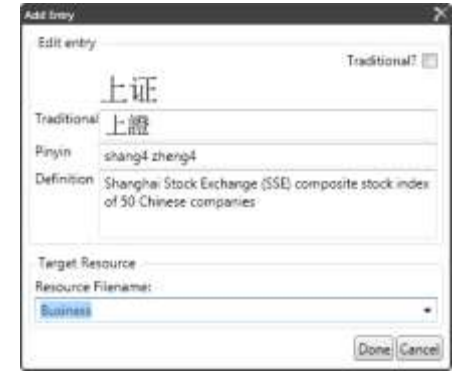 Add Entry
Edit entry
Traditional?
上证
Traditional 上證
Pinyin shang4 zheng4
Definition Shanghai Stock Exchange (SSE) composite stock index
of 50 Chinese companies
Target Resource
Resource Filename:
Business
Done Cancel